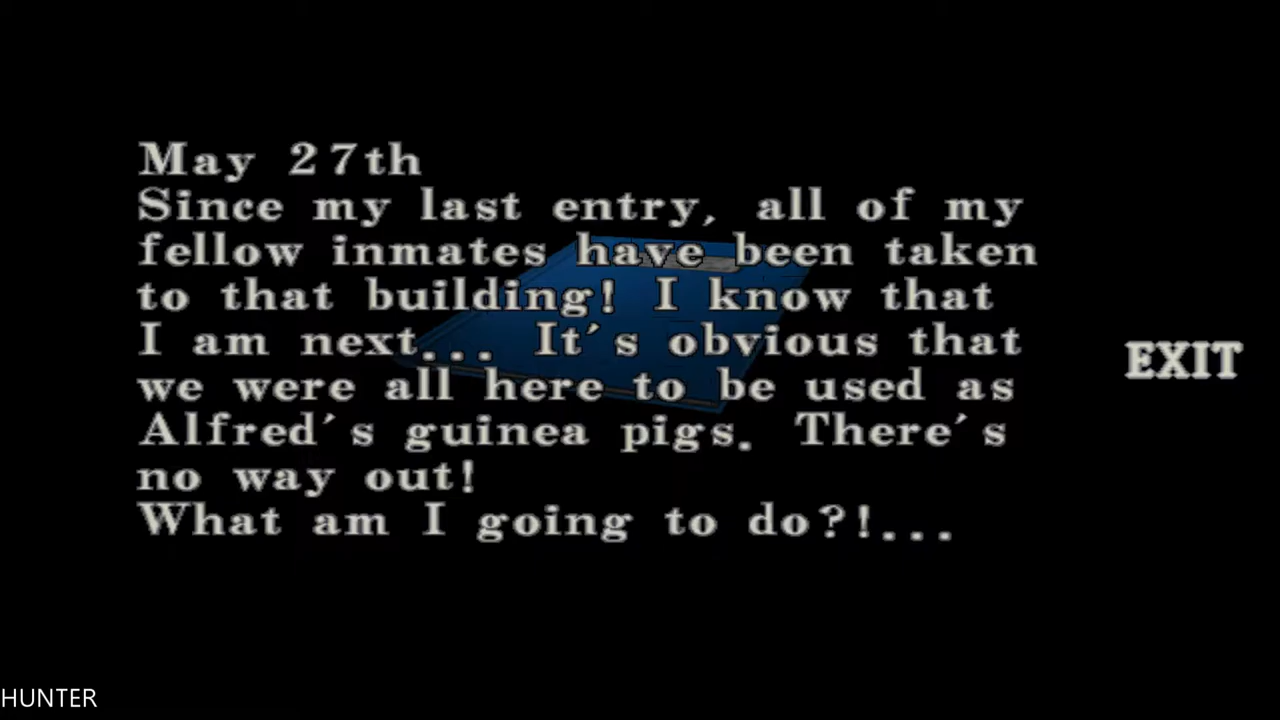 May 27th
Since my last entry, all of my
fellow inmates have been taken
to that building! I know that
I am next... It's obvious that
we were all here to be used as
Alfred's guinea pigs. There's
no way out!
What am I going to do?!...
EXIT
HUNTER